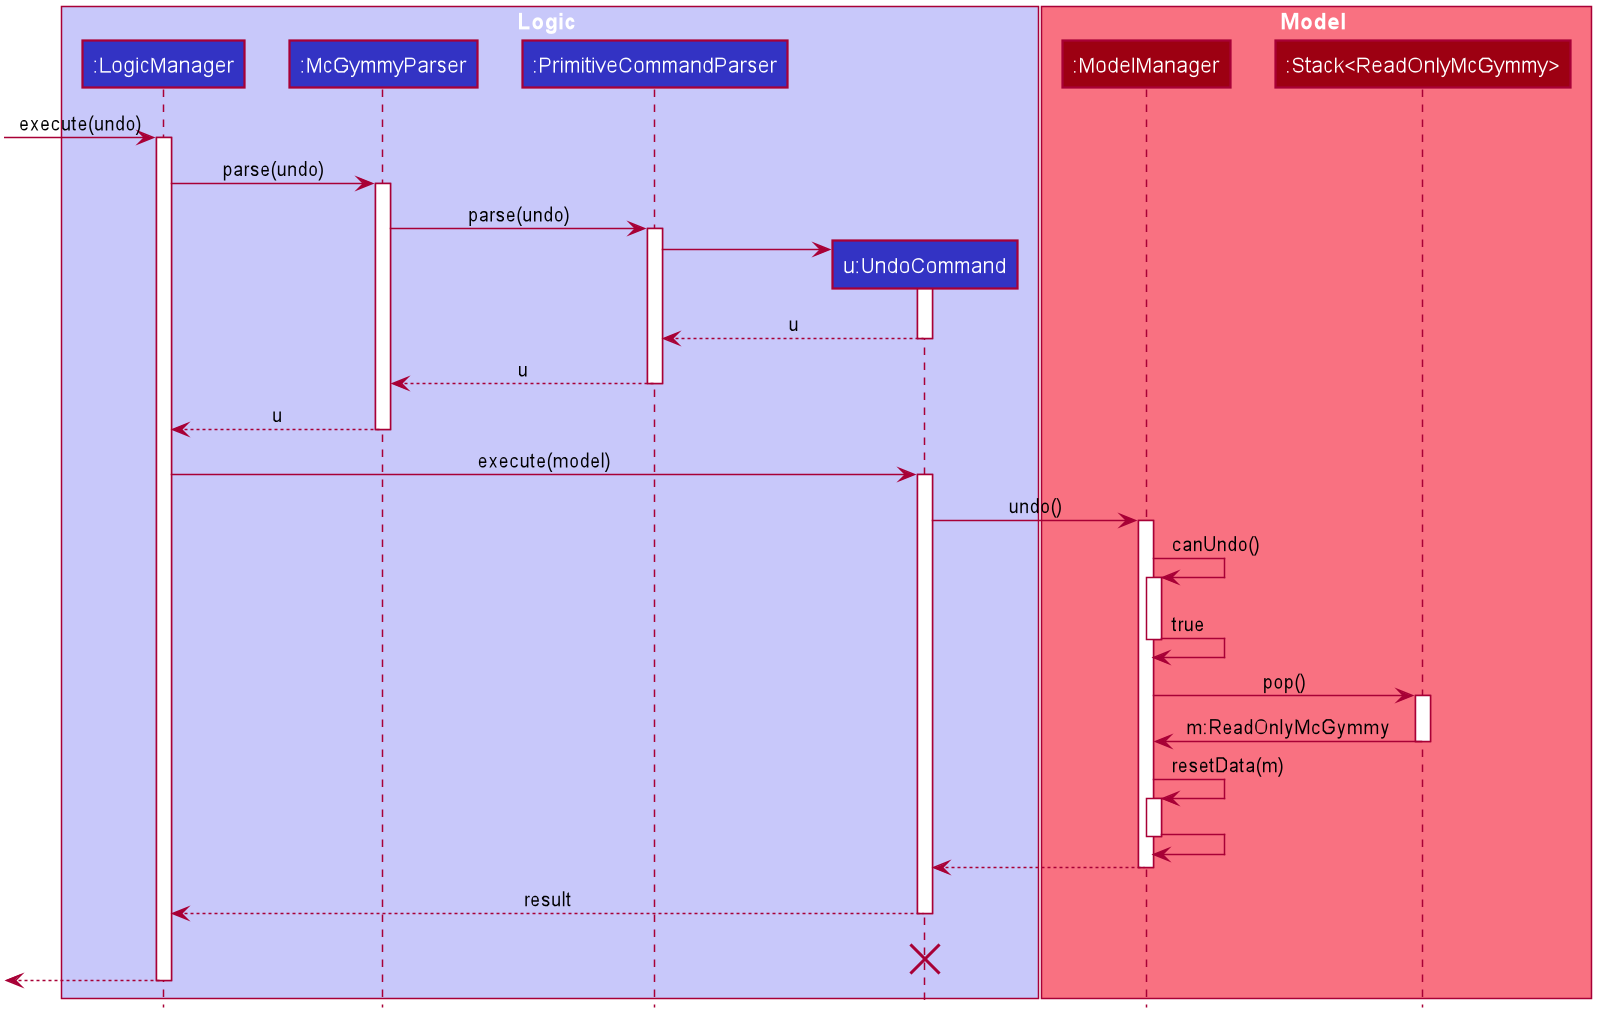 Logic
Model
:LogicManager
:McGymmyParser
:PrimitiveCommandParser
:ModelManager
:Stack<ReadOnlyMcGymmy>
execute(undo)
parse(undo)
parse(undo)
u:UndoCommand
u
u
u
execute(model)
undo()
canUndo()
true
pop()
m:ReadOnlyMcGymmy
resetData(m)
result